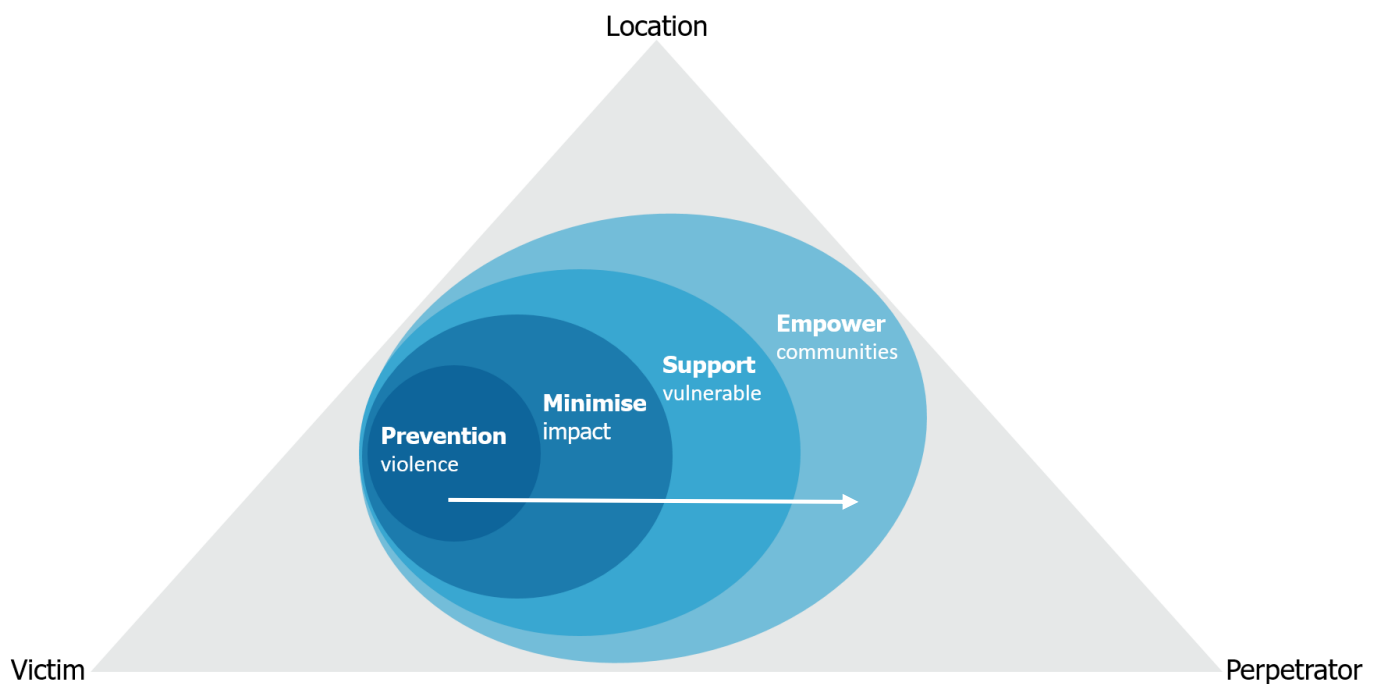 Location
Empower
communities
Support
vulnerable
Minimise
impact
Prevention
violence
Victim
Perpetrator